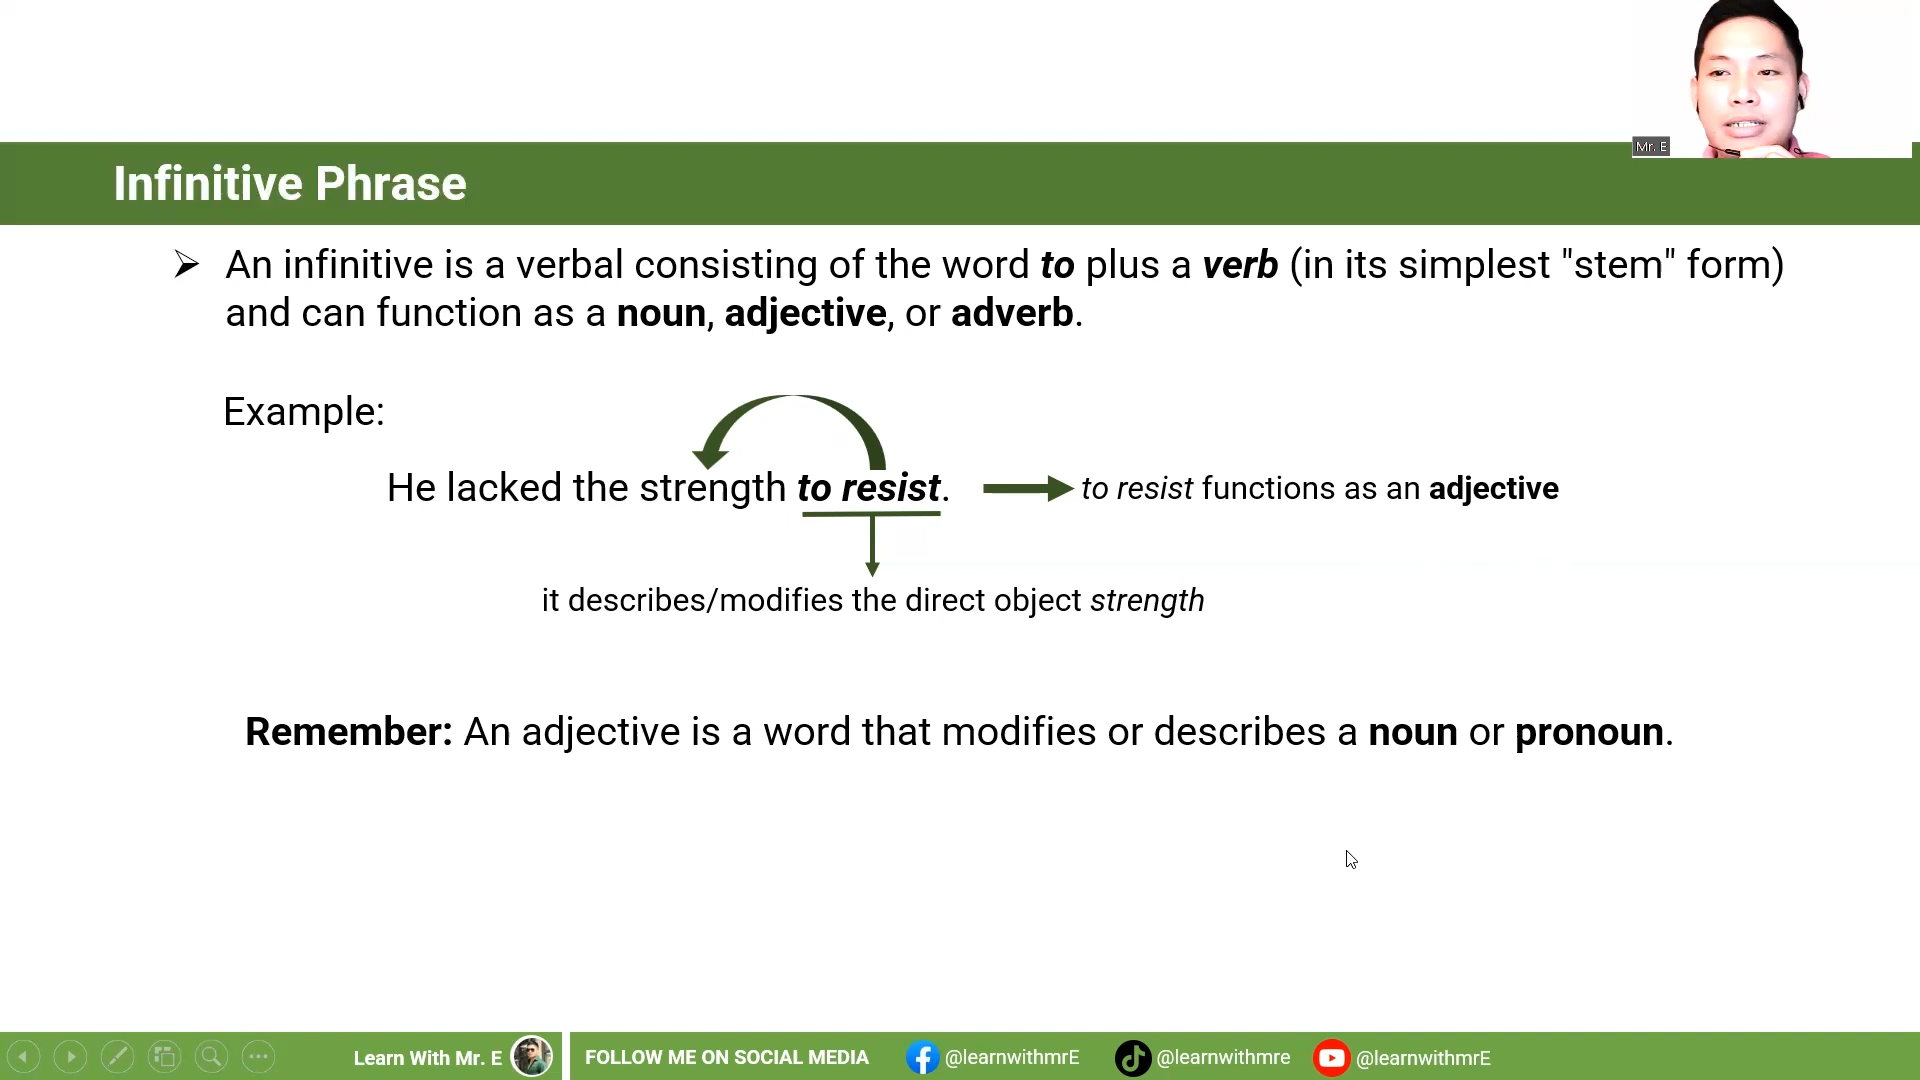 Mr. E
Infinitive Phrase
An infinitive is a verbal consisting of the word to plus a verb (in its simplest "stem" form)
and can function as a noun, adjective, or adverb.
Example:
He lacked the strength to resist.
to resist functions as an adjective
it describes/modifies the direct object strength
Remember: An adjective is a word that modifies or describes a noun or pronoun.
Learn With Mr. E
FOLLOW ME ON SOCIAL MEDIA
@learnwithmrE
@learnwithmre
@learnwithmrE